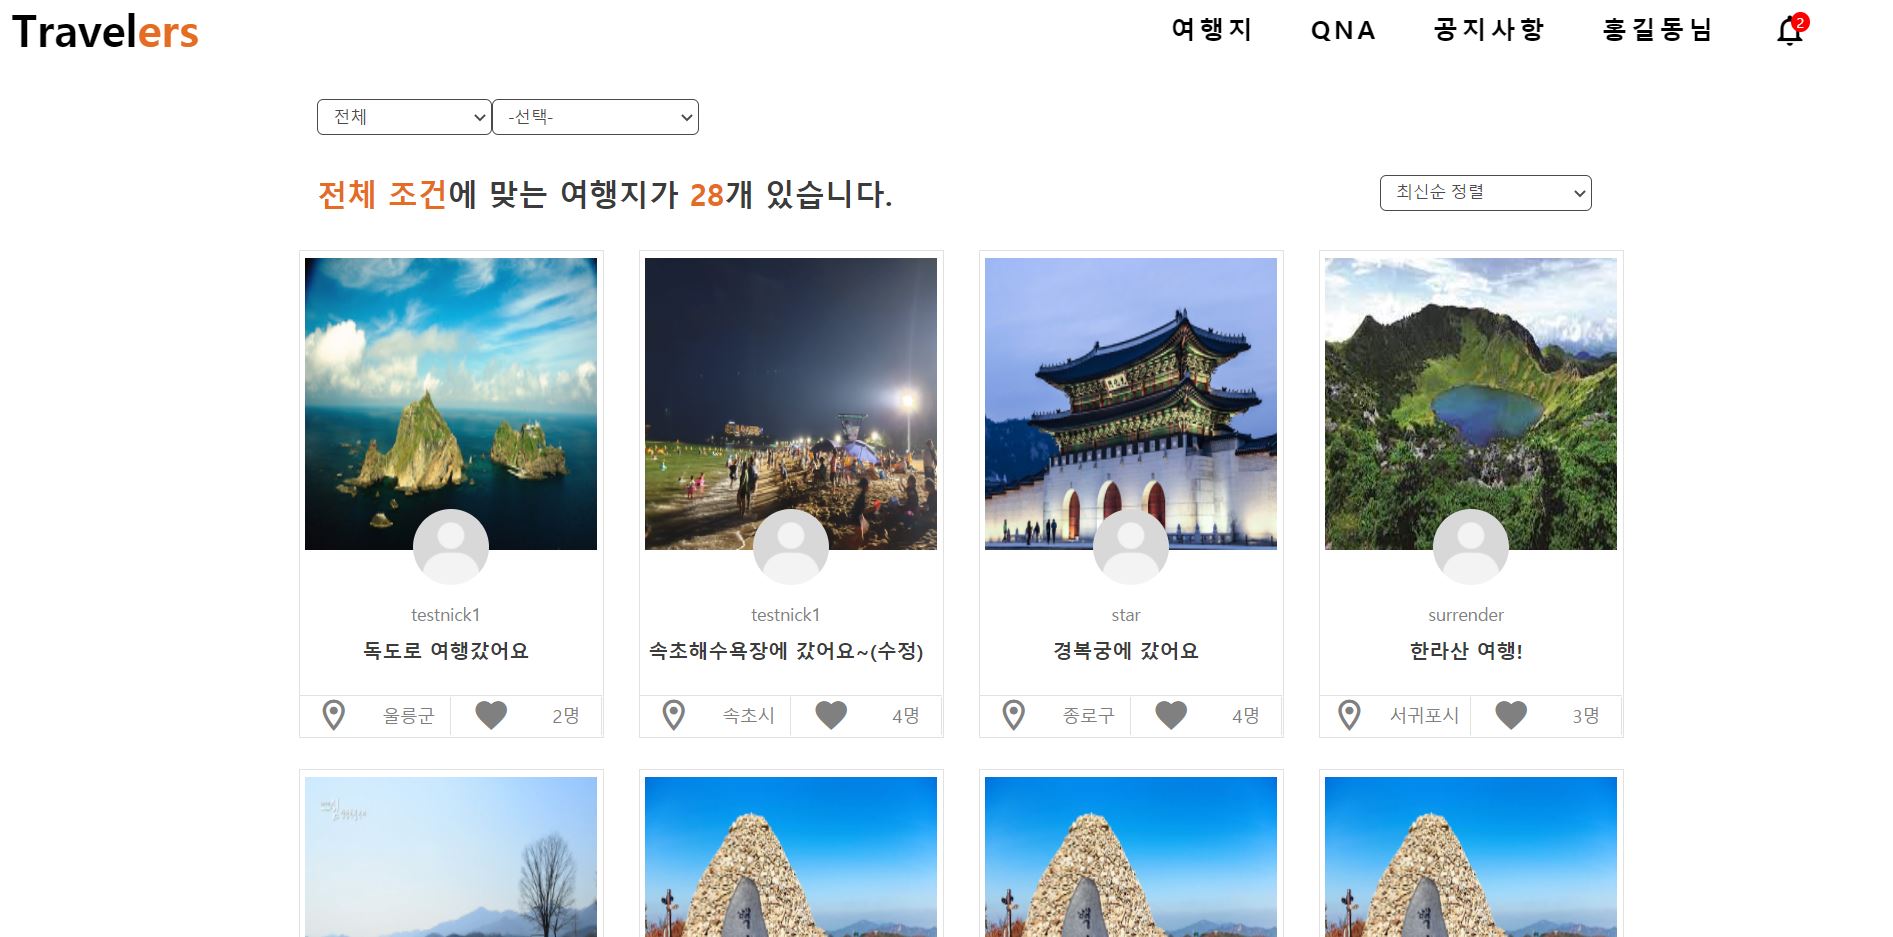 Travelers
여행지
QNA
공지사항
홍길동님
2
전체
-선택-
전체 조건에 맞는 여행지가 28개 있습니다.
최신순 정렬
testnick1
독도로 여행갔어요
울릉군
2명
testnick1
속초해수욕장에 갔어요~(수정)
속초시
4명
star
경복궁에 갔어요
종로구
4명
surrender
한라산 여행!
서귀포시
3명